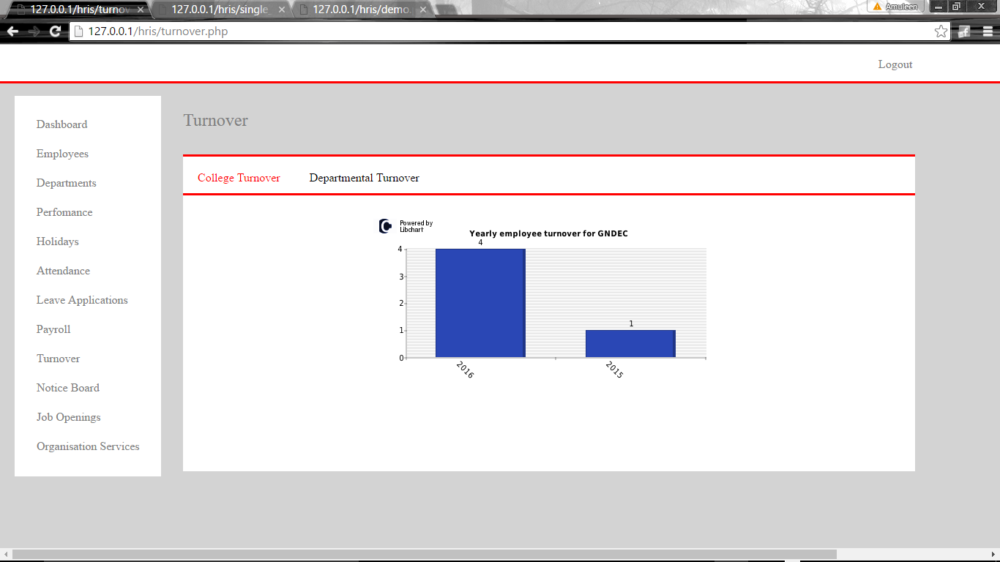 127.0.0.1/hris/turnov
127.0.0.1/hris/single_
127.0.0.1/hris/demo.
Amuleen
127.0.0.1/hris/turnover.php
Logout
Dashboard
Employees
Departments
Perfomance
Holidays
Attendance
Leave Applications
Payroll
Turnover
Notice Board
Job Openings
Organisation Services
Turnover
College Turnover
Departmental Turnover
Powered by
Libchart
Yearly employee turnover for GNDEC
4
4
3
2
1
0
1
2016
2015